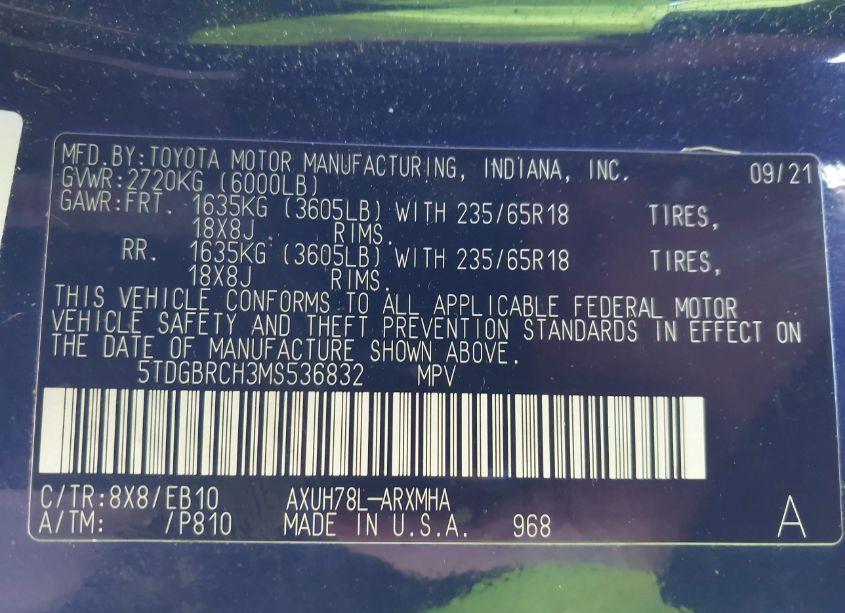 MFD.BY:TOYOTA MOTOR MANUFACTURING, INDIANA, INC. 09/21
GVWR:2720KG (6000LB)
GAWR:FRT. 1635KG (3605LB) WITH 235/65R18 TIRES,
18X8J RIMS.
RR. 1635KG (3605LB) WITH 235/65R18 TIRES,
18X8J RIMS.
THIS VEHICLE CONFORMS TO ALL APPLICABLE FEDERAL MOTOR
VEHICLE SAFETY AND THEFT PREVENTION STANDARDS IN EFFECT ON
THE DATE OF MANUFACTURE SHOWN ABOVE.
5TDGBRCH3MS536832 MPV
C/TR:8X8/EB10 AXUH78L-ARXMHA
A/TM: /P810 MADE IN U.S.A. 968 A